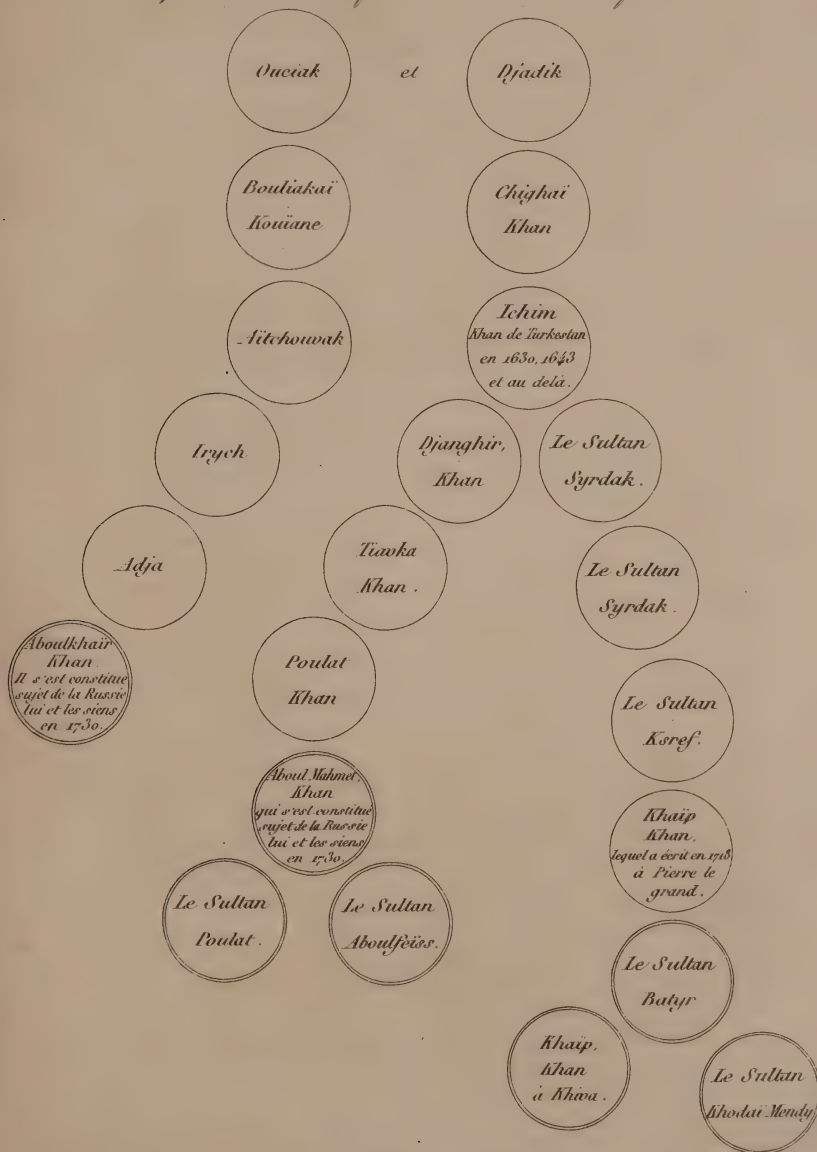 Ouciak et Djadik
Bouliakaï
Kouïane
Chighaï
Khan
Aïtchouvak
Ichim
Khan de Turkestan
en 1630, 1643
et au delà.
Irych
Djanghir,
Khan
Le Sultan
Syrdak.
Adja
Tiavka
Khan.
Le Sultan
Syrdak.
Aboulkhaïr
Khan.
Il s'est constitué
sujet de la Russie
lui et les siens
en 1730.
Poulat
Khan
Le Sultan
Ksref.
Aboul Mahmet,
Khan
qui s'est constitué
sujet de la Russie
lui et les siens
en 1730.
Khaïp
Khan,
lequel a écrit en 1718
à Pierre le
grand.
Le Sultan
Poulat.
Le Sultan
Aboulfeïss.
Le Sultan
Batyr
Khaïp,
Khan
à Khiva.
Le Sultan
Khodaï Mendy